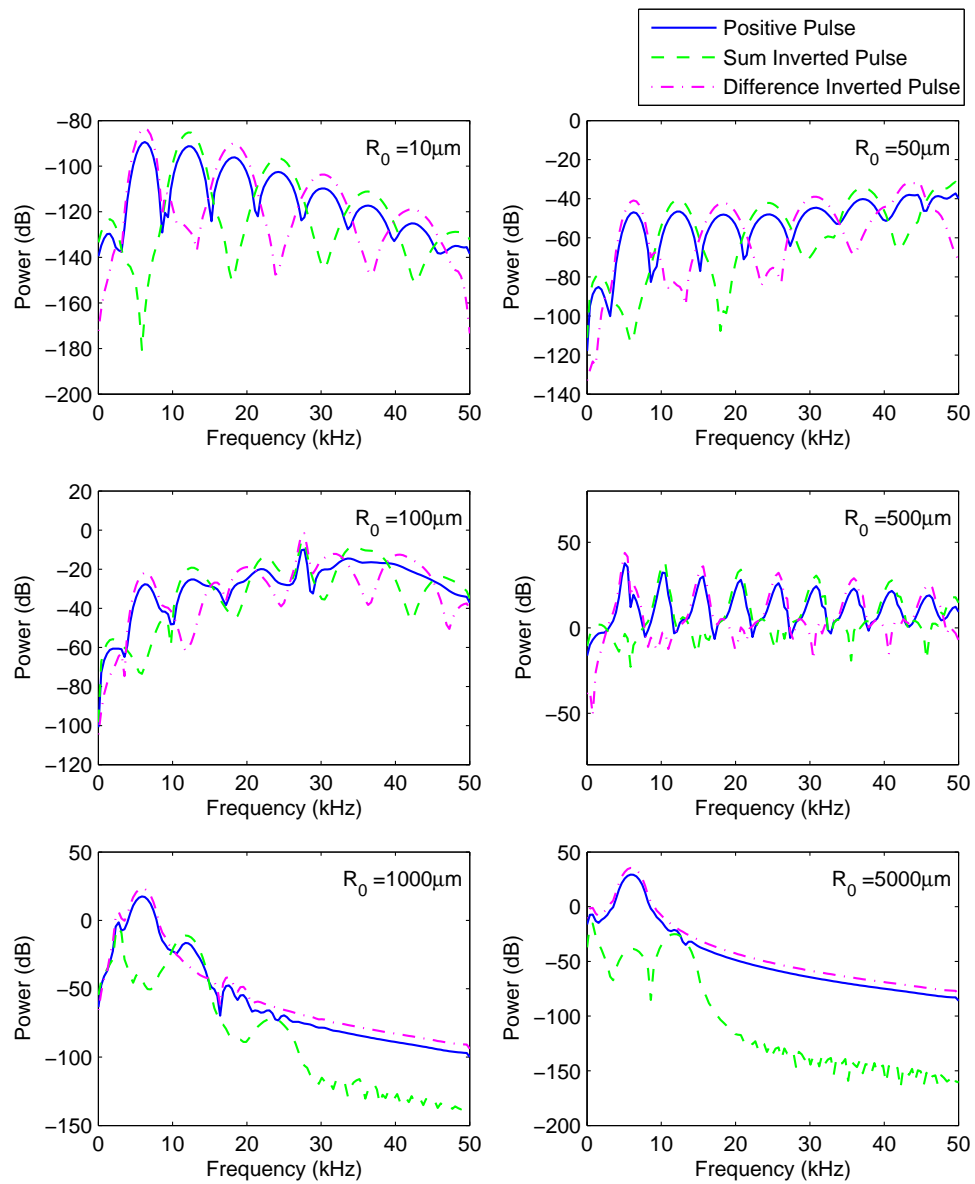 Positive Pulse
Sum Inverted Pulse
Difference Inverted Pulse
R0 =10μm
Power (dB)
−80
−100
−120
−140
−160
−180
−200
0 10 20 30 40 50
Frequency (kHz)
R0 =50μm
Power (dB)
0
−20
−40
−60
−80
−100
−120
−140
0 10 20 30 40 50
Frequency (kHz)
R0 =100μm
Power (dB)
20
0
−20
−40
−60
−80
−100
−120
0 10 20 30 40 50
Frequency (kHz)
R0 =500μm
Power (dB)
50
0
−50
0 10 20 30 40 50
Frequency (kHz)
R0 =1000μm
Power (dB)
50
0
−50
−100
−150
0 10 20 30 40 50
Frequency (kHz)
R0 =5000μm
Power (dB)
50
0
−50
−100
−150
−200
0 10 20 30 40 50
Frequency (kHz)